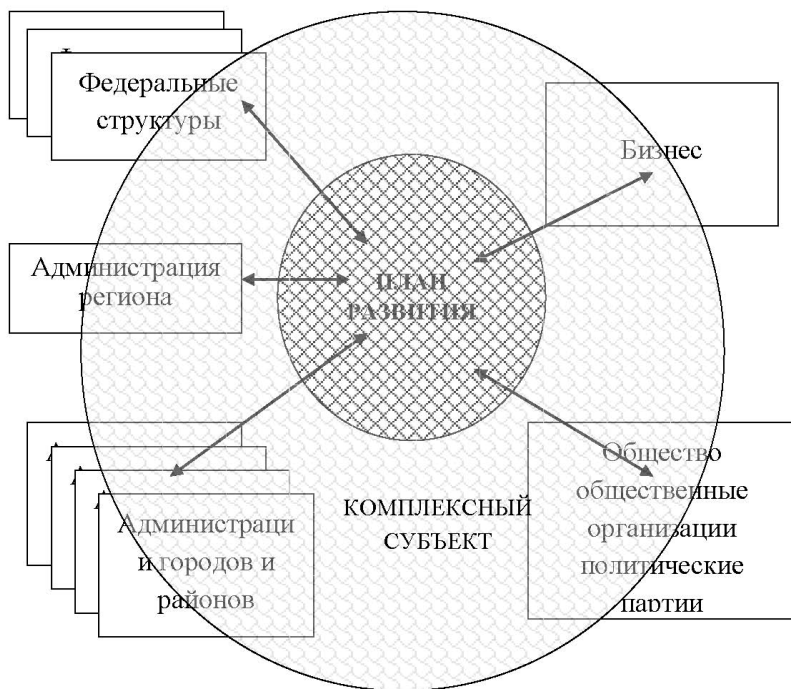 Федеральные
структуры
Бизнес
Администрация
региона
ПЛАН
РАЗВИТИЯ
Администраци
и городов и
районов
КОМПЛЕКСНЫЙ
СУБЪЕКТ
Общество
общественные
организации
политические
партии